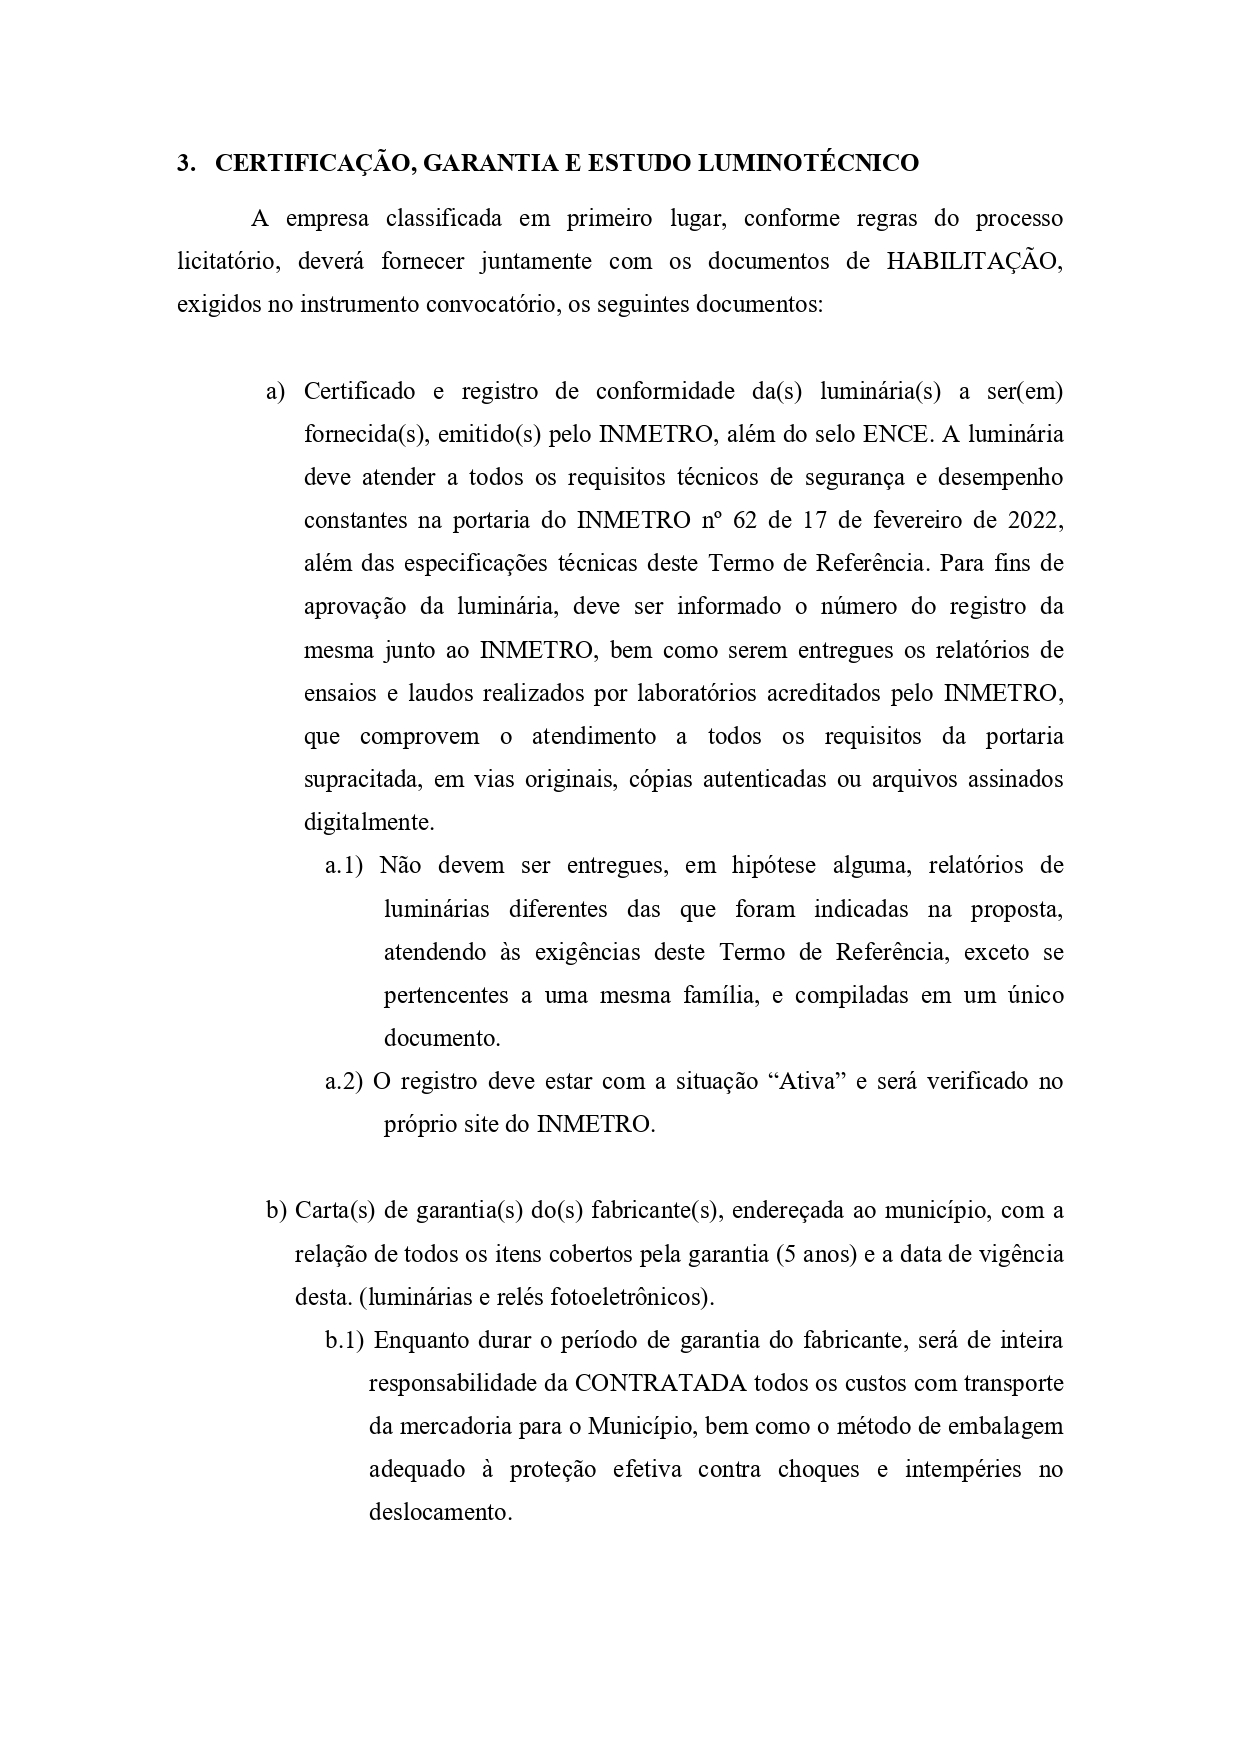 3. CERTIFICAÇÃO, GARANTIA E ESTUDO LUMINOTÉCNICO
A empresa classificada em primeiro lugar, conforme regras do processo
licitatório, deverá fornecer juntamente com os documentos de HABILITAÇÃO,
exigidos no instrumento convocatório, os seguintes documentos:
a) Certificado e registro de conformidade da(s) luminária(s) a ser(em)
fornecida(s), emitido(s) pelo INMETRO, além do selo ENCE. A luminária
deve atender a todos os requisitos técnicos de segurança e desempenho
constantes na portaria do INMETRO nº 62 de 17 de fevereiro de 2022,
além das especificações técnicas deste Termo de Referência. Para fins de
aprovação da luminária, deve ser informado o número do registro da
mesma junto ao INMETRO, bem como serem entregues os relatórios de
ensaios e laudos realizados por laboratórios acreditados pelo INMETRO,
que comprovem o atendimento a todos os requisitos da portaria
supracitada, em vias originais, cópias autenticadas ou arquivos assinados
digitalmente.
a.1) Não devem ser entregues, em hipótese alguma, relatórios de
luminárias diferentes das que foram indicadas na proposta,
atendendo às exigências deste Termo de Referência, exceto se
pertencentes a uma mesma família, e compiladas em um único
documento.
a.2) O registro deve estar com a situação “Ativa” e será verificado no
próprio site do INMETRO.
b) Carta(s) de garantia(s) do(s) fabricante(s), endereçada ao município, com a
relação de todos os itens cobertos pela garantia (5 anos) e a data de vigência
desta. (luminárias e relés fotoeletrônicos).
b.1) Enquanto durar o período de garantia do fabricante, será de inteira
responsabilidade da CONTRATADA todos os custos com transporte
da mercadoria para o Município, bem como o método de embalagem
adequado à proteção efetiva contra choques e intempéries no
deslocamento.